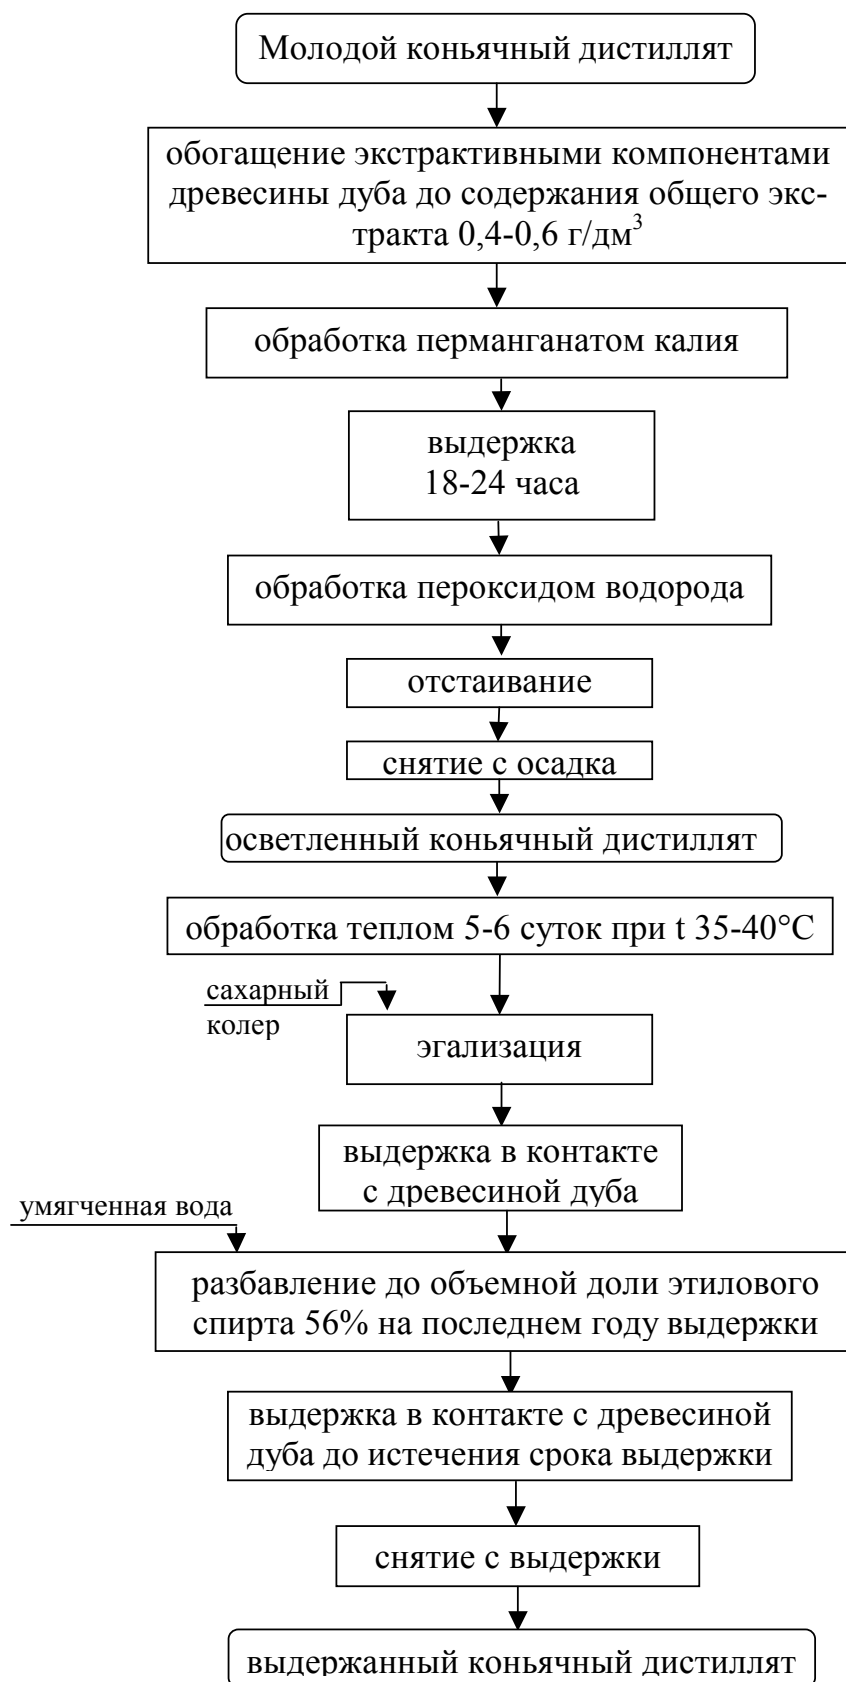 Молодой коньячный дистиллят
обогащение экстрактивными компонентами
древесины дуба до содержания общего экс-
тракта 0,4-0,6 г/дм³
обработка перманганатом калия
выдержка
18-24 часа
обработка пероксидом водорода
отстаивание
снятие с осадка
осветленный коньячный дистиллят
обработка теплом 5-6 суток при t 35-40°C
сахарный
колер
эгализация
выдержка в контакте
с древесиной дуба
умягченная вода
разбавление до объемной доли этилового
спирта 56% на последнем году выдержки
выдержка в контакте с древесиной
дуба до истечения срока выдержки
снятие с выдержки
выдержанный коньячный дистиллят